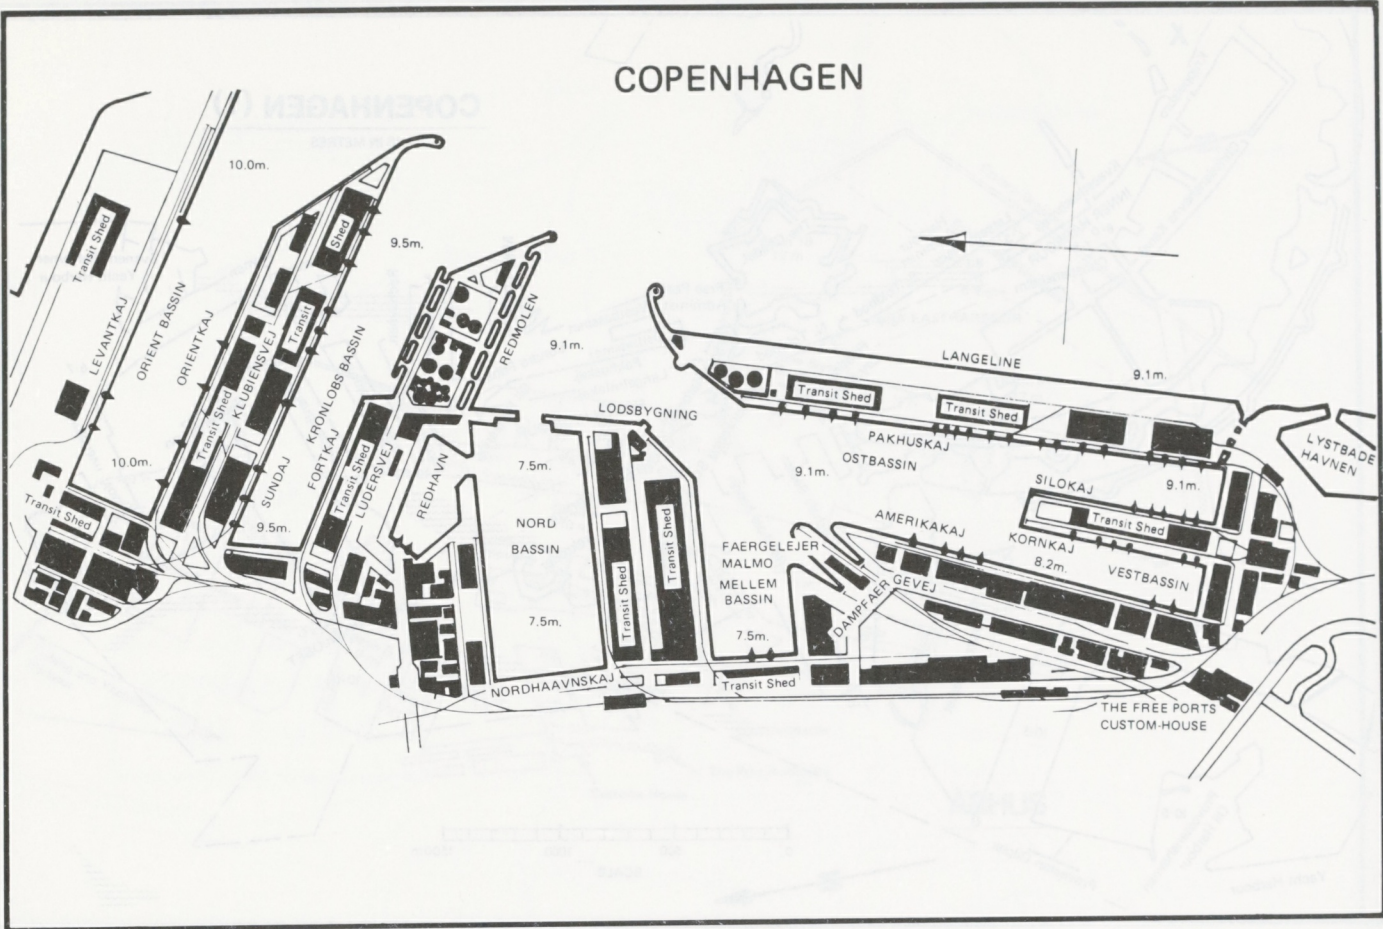 COPENHAGEN
10.0m.
Transit Shed
LEVANTKAJ
ORIENT BASSIN
ORIENTKAJ
10.0m.
Transit Shed
Shed
Transit
KLUBIENSVEJ
Transit Shed
9.5m.
SUNDAJ
KRONLOBS BASSIN
9.5m.
FORTKAJ
Transit Shed
LUDERSVEJ
REDMOLEN
9.1m.
REDHAVN
LODSBYGNING
7.5m.
NORD
BASSIN
7.5m.
Transit Shed
Transit Shed
NORDHAAVNSKAJ
LANGELINE
9.1m.
Transit Shed
Transit Shed
PAKHUSKAJ
OSTBASSIN
9.1m.
LYSTBADE
HAVNEN
SILOKAJ
9.1m.
Transit Shed
KORNKAJ
8.2m.
VESTBASSIN
AMERIKAKAJ
FAERGELEJER
MALMO
MELLEM
BASSIN
7.5m.
DAMPFAERGEVEJ
Transit Shed
THE FREE PORTS
CUSTOM-HOUSE